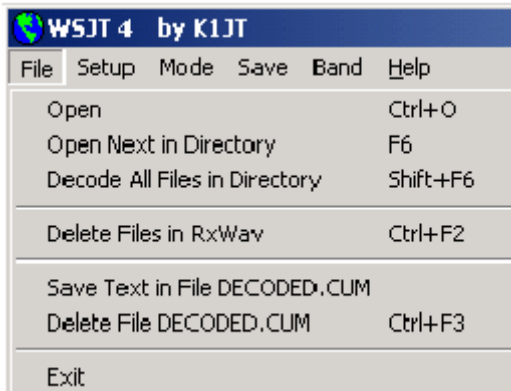 WSJT 4 by K1JT
File Setup Mode Save Band Help
Open Ctrl+O
Open Next in Directory F6
Decode All Files in Directory Shift+F6
Delete Files in RxWav Ctrl+F2
Save Text in File DECODED.CUM
Delete File DECODED.CUM Ctrl+F3
Exit